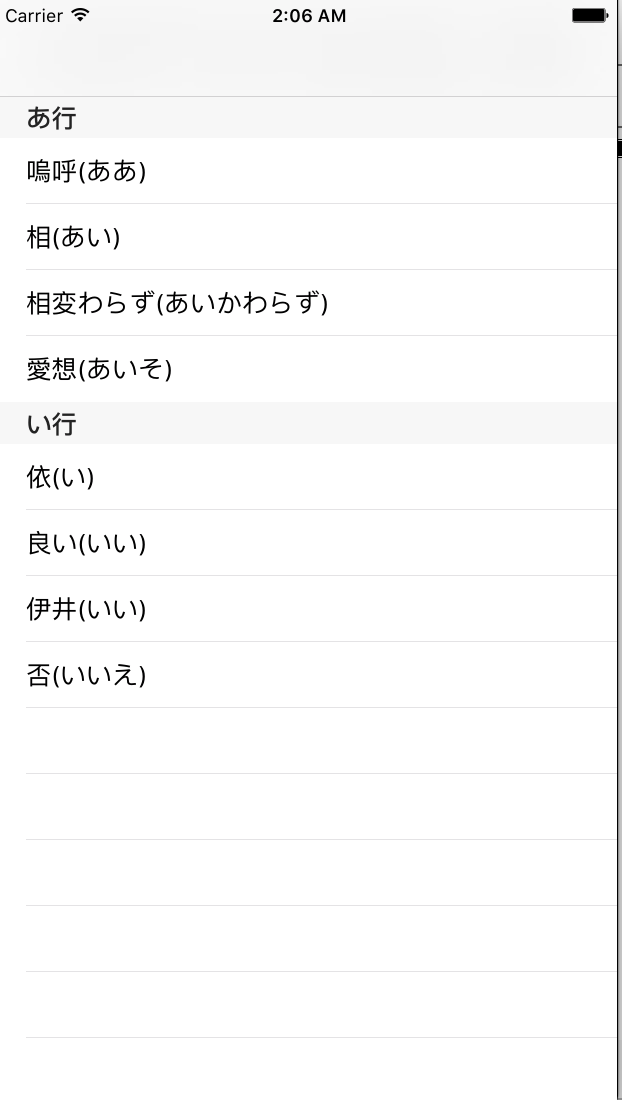 Carrier 2:06 AM
あ行
嗚呼(ああ)
相(あい)
相変わらず(あいかわらず)
愛想(あいそ)
い行
依(い)
良い(いい)
伊井(いい)
否(いいえ)